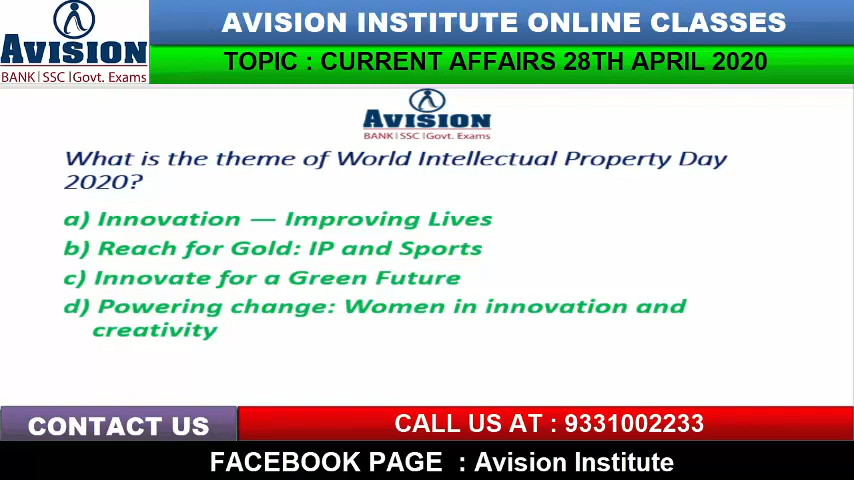 AVISION
BANK|SSC|Govt. Exams
AVISION INSTITUTE ONLINE CLASSES
TOPIC : CURRENT AFFAIRS 28TH APRIL 2020
AVISION
BANK|SSC|Govt. Exams
What is the theme of World Intellectual Property Day
2020?
a) Innovation — Improving Lives
b) Reach for Gold: IP and Sports
c) Innovate for a Green Future
d) Powering change: Women in innovation and
creativity
CONTACT US
CALL US AT : 9331002233
FACEBOOK PAGE : Avision Institute